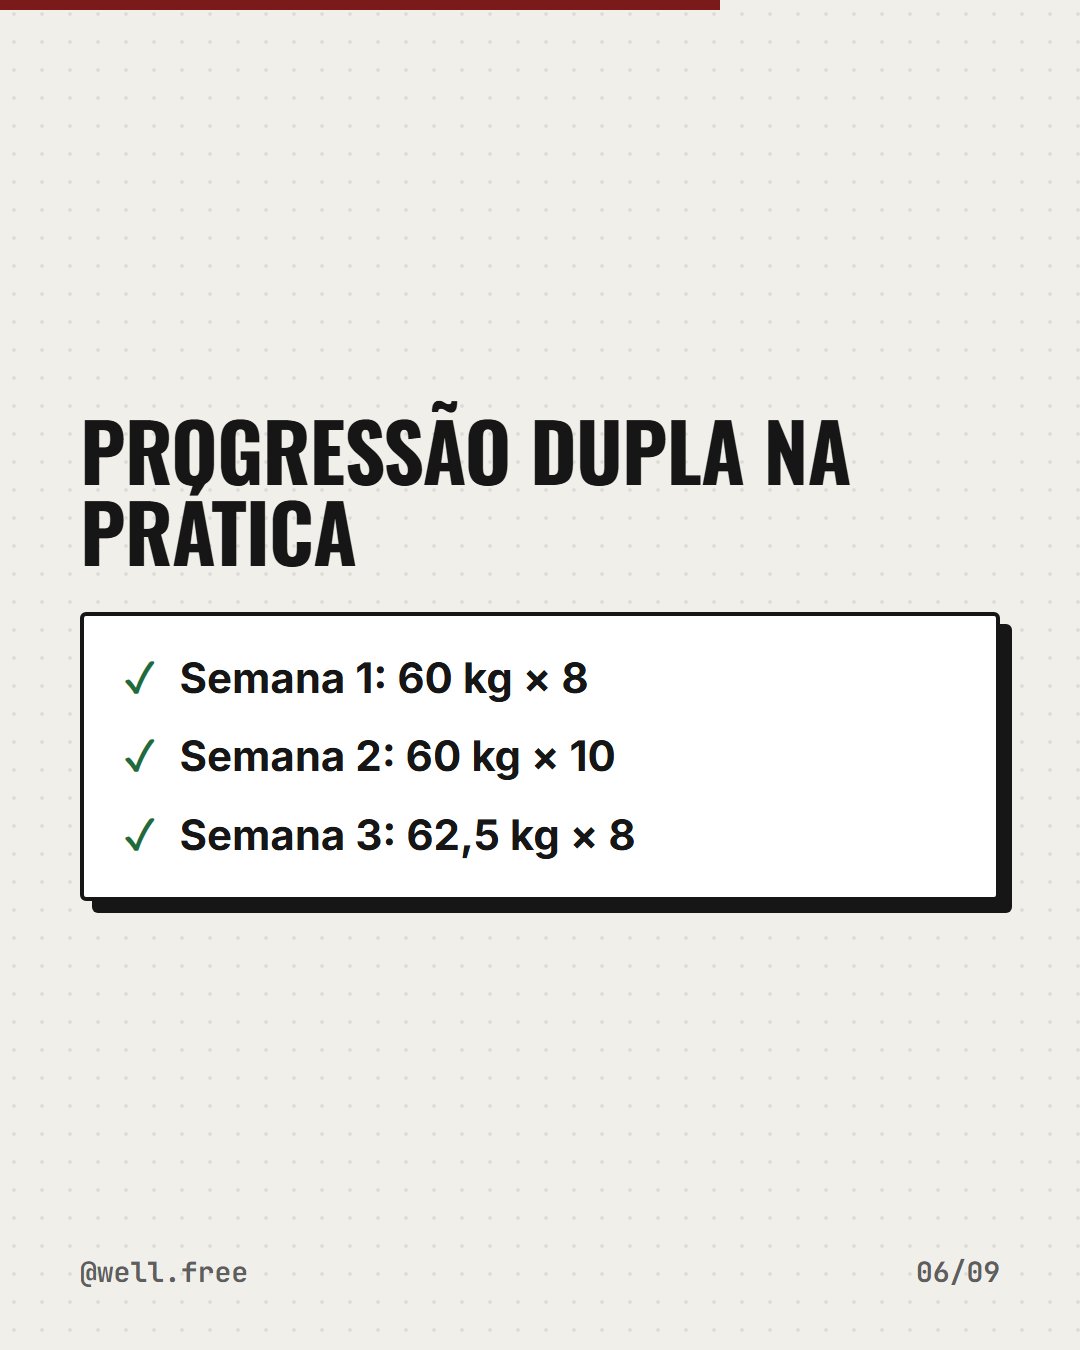 PROGRESSÃO DUPLA NA
PRÁTICA
✓ Semana 1: 60 kg × 8
✓ Semana 2: 60 kg × 10
✓ Semana 3: 62,5 kg × 8
@well.free
06/09